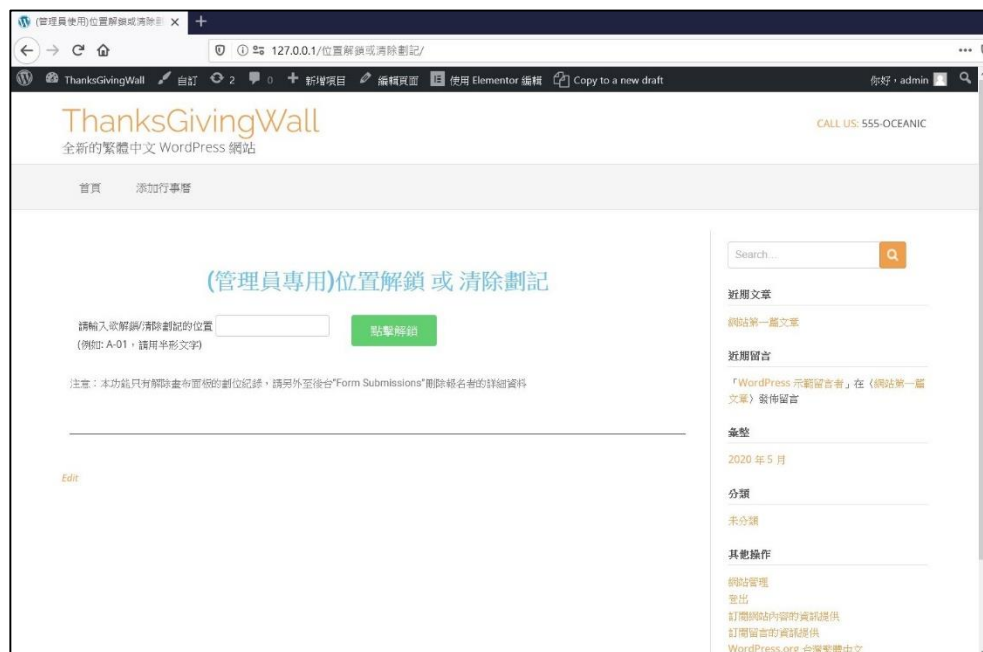 (管理員使用)位置解鎖或清除劃
127.0.0.1/位置解鎖或清除劃記/
ThanksGivingWall 自訂 2 0 新增項目 編輯頁面 使用 Elementor 編輯 Copy to a new draft 你好,admin
ThanksGivingWall
CALL US: 555-OCEANIC
全新的繁體中文 WordPress 網站
首頁 添加行事曆
Search...
(管理員專用)位置解鎖 或 清除劃記
請輸入欲解鎖/清除劃記的位置
(例如: A-01,請用半形文字)
點擊解鎖
注意:本功能只有解除畫布面板的劃位紀錄,請另外至後台"Form Submissions"刪除報名者的詳細資料
Edit
近期文章
網站第一篇文章
近期留言
「WordPress 示範留言者」在〈網站第一篇
文章〉發佈留言
彙整
2020 年 5 月
分類
未分類
其他操作
網站管理
登出
訂閱網站內容的資訊提供
訂閱留言的資訊提供
WordPress.org 台灣繁體中文